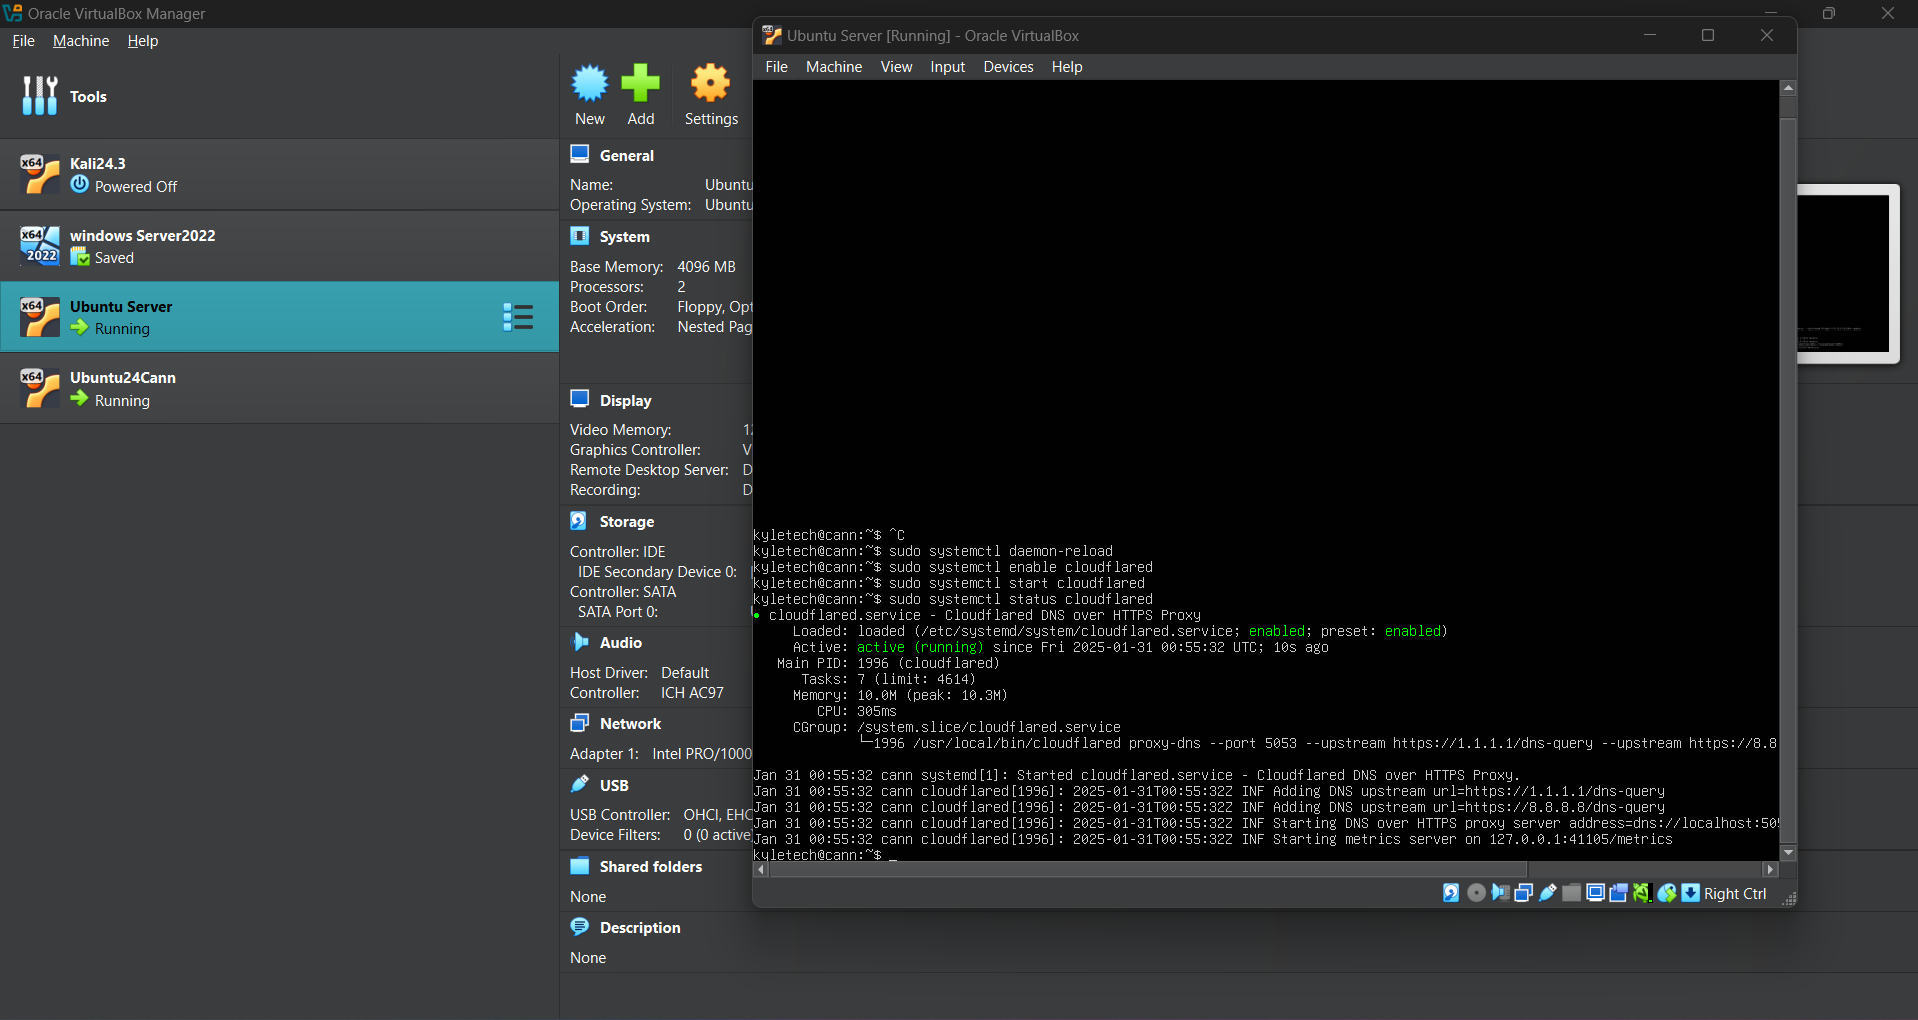 Oracle VirtualBox Manager
File Machine Help
Tools
x64
Kali24.3
Powered Off
x64
2022
windows Server2022
Saved
x64
Ubuntu Server
Running
x64
Ubuntu24Cann
Running
New Add Settings
General
Name: Ubuntu
Operating System: Ubuntu
System
Base Memory: 4096 MB
Processors: 2
Boot Order: Floppy, Opt
Acceleration: Nested Pag
Display
Video Memory: 12
Graphics Controller: V
Remote Desktop Server: D
Recording: D
Storage
Controller: IDE
IDE Secondary Device 0:
Controller: SATA
SATA Port 0:
Audio
Host Driver: Default
Controller: ICH AC97
Network
Adapter 1: Intel PRO/1000
USB
USB Controller: OHCI, EHC
Device Filters: 0 (0 active
Shared folders
None
Description
None
Ubuntu Server [Running] - Oracle VirtualBox
File Machine View Input Devices Help
kyletech@cann:~$ ^C
kyletech@cann:~$ sudo systemctl daemon-reload
kyletech@cann:~$ sudo systemctl enable cloudflared
kyletech@cann:~$ sudo systemctl start cloudflared
kyletech@cann:~$ sudo systemctl status cloudflared
● cloudflared.service - Cloudflared DNS over HTTPS Proxy
Loaded: loaded (/etc/systemd/system/cloudflared.service; enabled; preset: enabled)
Active: active (running) since Fri 2025-01-31 00:55:32 UTC; 10s ago
Main PID: 1996 (cloudflared)
Tasks: 7 (limit: 4614)
Memory: 10.0M (peak: 10.3M)
CPU: 305ms
CGroup: /system.slice/cloudflared.service
└─1996 /usr/local/bin/cloudflared proxy-dns --port 5053 --upstream https://1.1.1.1/dns-query --upstream https://8.8
Jan 31 00:55:32 cann systemd[1]: Started cloudflared.service - Cloudflared DNS over HTTPS Proxy.
Jan 31 00:55:32 cann cloudflared[1996]: 2025-01-31T00:55:32Z INF Adding DNS upstream url=https://1.1.1.1/dns-query
Jan 31 00:55:32 cann cloudflared[1996]: 2025-01-31T00:55:32Z INF Adding DNS upstream url=https://8.8.8.8/dns-query
Jan 31 00:55:32 cann cloudflared[1996]: 2025-01-31T00:55:32Z INF Starting DNS over HTTPS proxy server address=dns://localhost:505
Jan 31 00:55:32 cann cloudflared[1996]: 2025-01-31T00:55:32Z INF Starting metrics server on 127.0.0.1:41105/metrics
kyletech@cann:~$ _
Right Ctrl